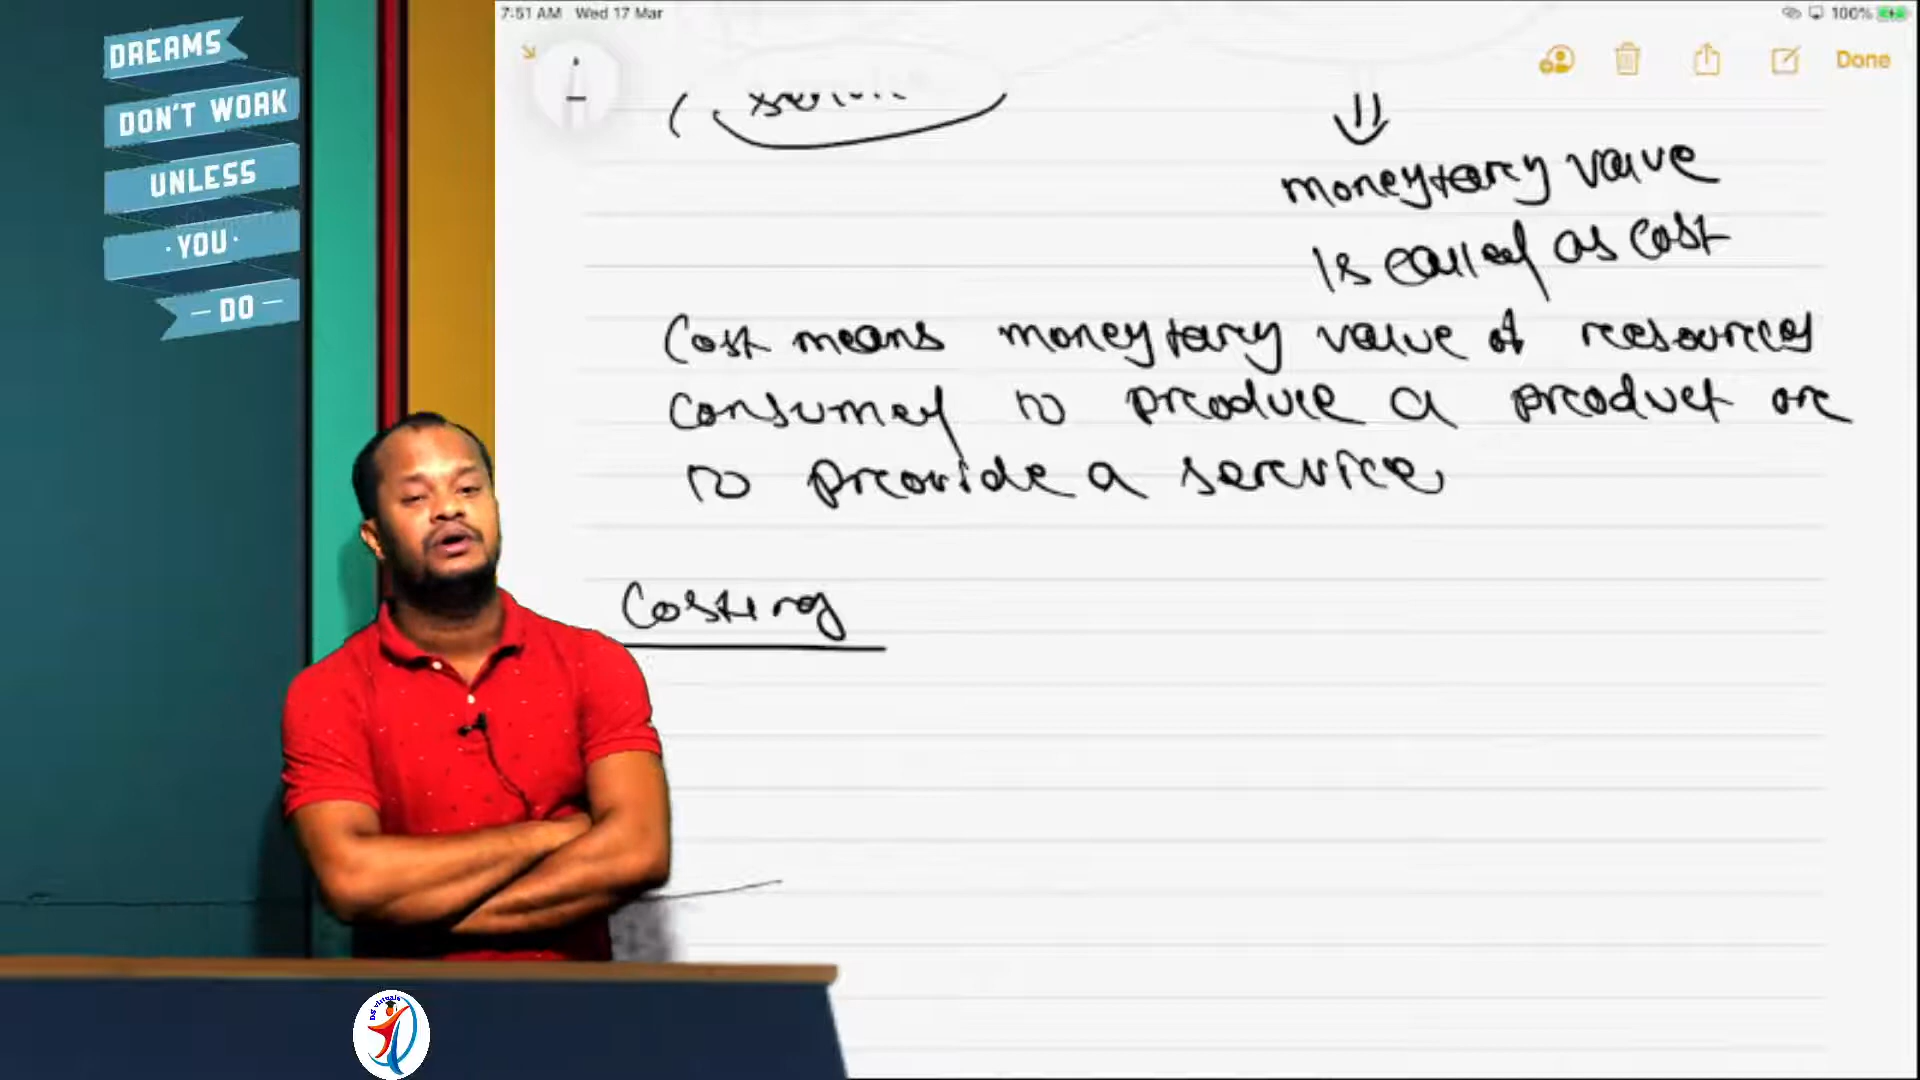 7:51 AM Wed 17 Mar
100%
Done
DREAMS
DON'T WORK
UNLESS
· YOU ·
– DO –
moneytary value
is called as cost
Cost means moneytary value of resources
consumed to produce a product or
to provide a service
Costing